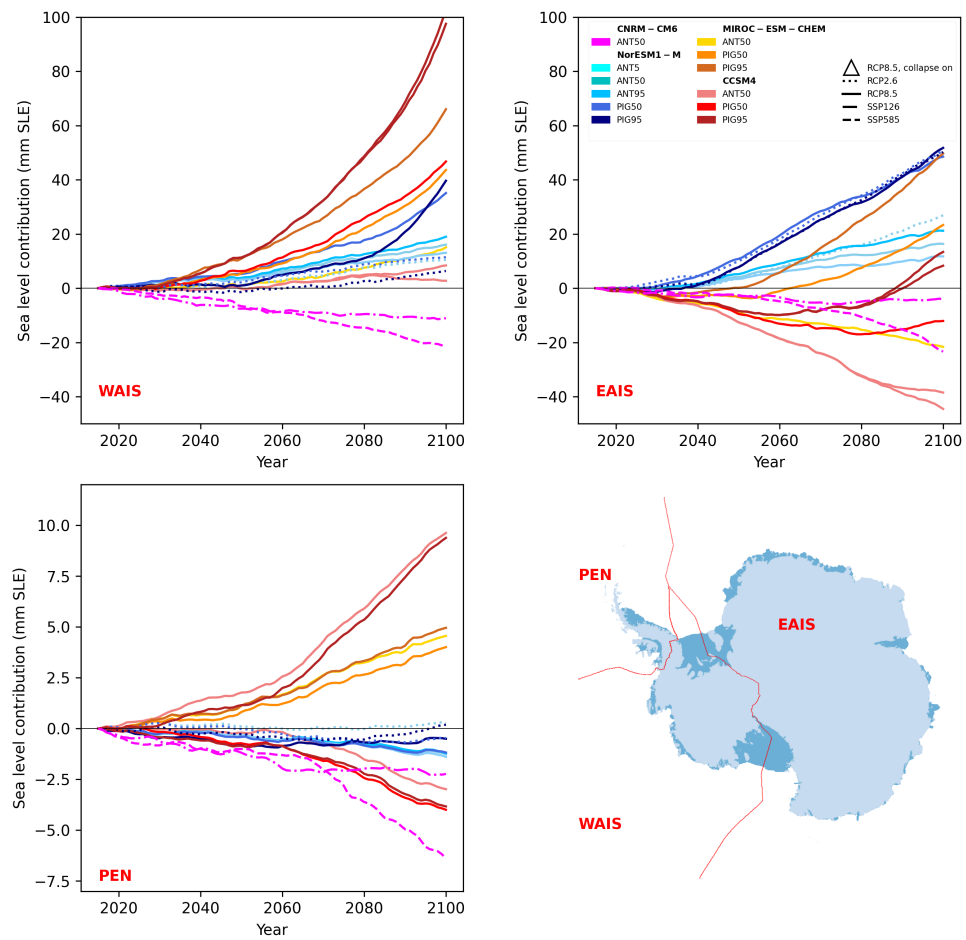 100
80
60
40
20
0
−20
−40
Sea level contribution (mm SLE)
WAIS
2020 2040 2060 2080 2100
Year
100
80
60
40
20
0
−20
−40
Sea level contribution (mm SLE)
CNRM − CM6
ANT50
NorESM1 − M
ANT5
ANT50
ANT95
PIG50
PIG95
MIROC − ESM − CHEM
ANT50
PIG50
PIG95
CCSM4
ANT50
PIG50
PIG95
RCP8.5, collapse on
RCP2.6
RCP8.5
SSP126
SSP585
EAIS
2020 2040 2060 2080 2100
Year
10.0
7.5
5.0
2.5
0.0
−2.5
−5.0
−7.5
Sea level contribution (mm SLE)
PEN
2020 2040 2060 2080 2100
Year
PEN
EAIS
WAIS